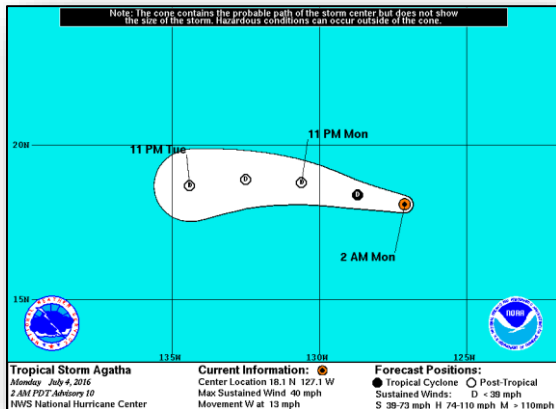 Note: The cone contains the probable path of the storm center but does not show
the size of the storm. Hazardous conditions can occur outside of the cone.
20N
11 PM Tue
11 PM Mon
D
D
D
2 AM Mon
15N
135W
130W
125W
NOAA
Tropical Storm Agatha
Monday July 4, 2016
2 AM PDT Advisory 10
NWS National Hurricane Center
Current Information:
Center Location 18.1 N 127.1 W
Max Sustained Wind 40 mph
Movement W at 13 mph
Forecast Positions:
Tropical Cyclone Post-Tropical
Sustained Winds: D < 39 mph
S 39-73 mph H 74-110 mph M > 110mph